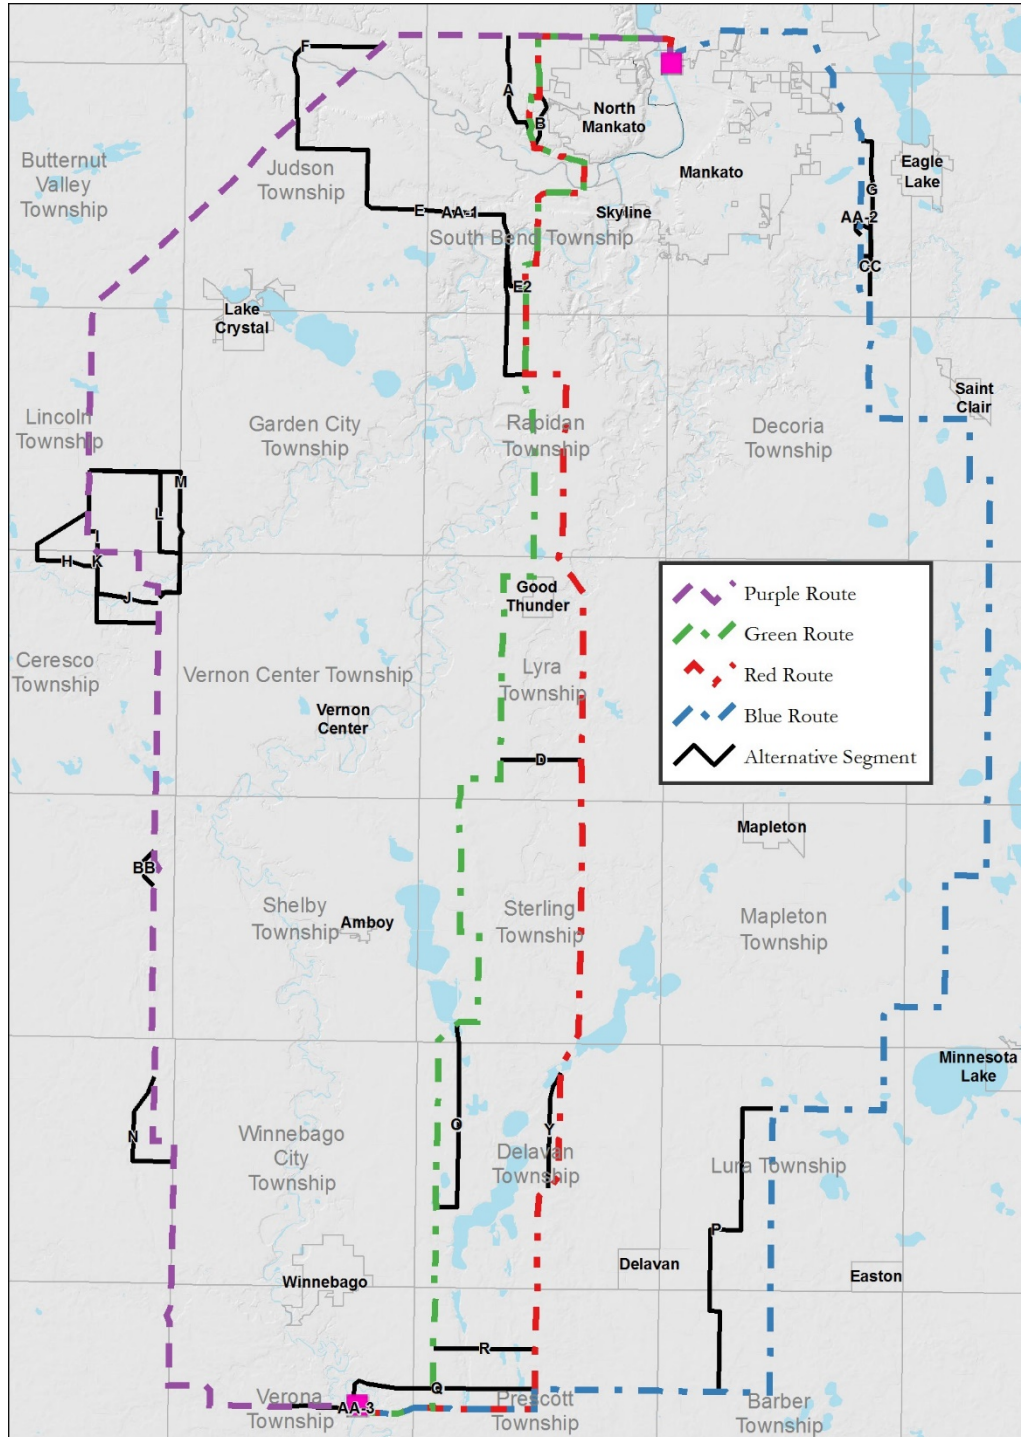 F
A
B
North
Mankato
Butternut
Valley
Township
Judson
Township
Mankato
Eagle
Lake
G
E
AA-1
Skyline
AA-2
South Bend Township
CC
E2
Lake
Crystal
Saint
Clair
Lincoln
Township
Garden City
Township
Rapidan
Township
Decoria
Township
M
L
I
H
K
J
Good
Thunder
Purple Route
Green Route
Red Route
Blue Route
Alternative Segment
Ceresco
Township
Vernon Center Township
Lyra
Township
Vernon
Center
D
Mapleton
BB
Shelby
Township
Amboy
Sterling
Township
Mapleton
Township
Minnesota
Lake
N
Winnebago
City
Township
O
Y
Delavan
Township
Lura Township
P
Winnebago
Delavan
Easton
R
Q
Verona
Township
AA-3
Prescott
Township
Barber
Township